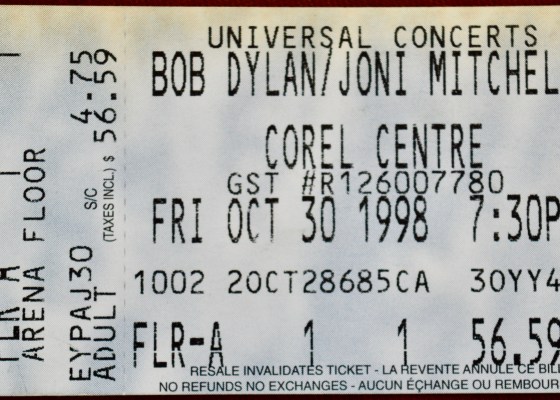 FLR A
ARENA FLOOR
EYPAJ30 S/C 4.75
ADULT (TAXES INCL.) $ 56.59
UNIVERSAL CONCERTS
BOB DYLAN/JONI MITCHEL
COREL CENTRE
GST #R126007780
FRI OCT 30 1998 7:30P
1002 20CT28685CA 30YY4
FLR-A 1 1 56.59
RESALE INVALIDATES TICKET - LA REVENTE ANNULE CE BILL
NO REFUNDS NO EXCHANGES - AUCUN ÉCHANGE OU REMBOUR